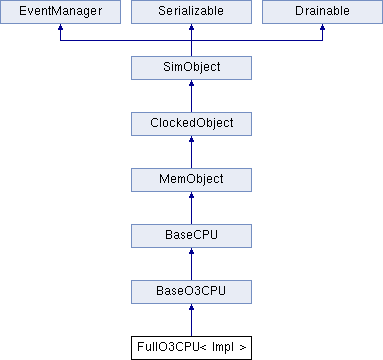 EventManager Serializable Drainable
SimObject
ClockedObject
MemObject
BaseCPU
BaseO3CPU
FullO3CPU< Impl >